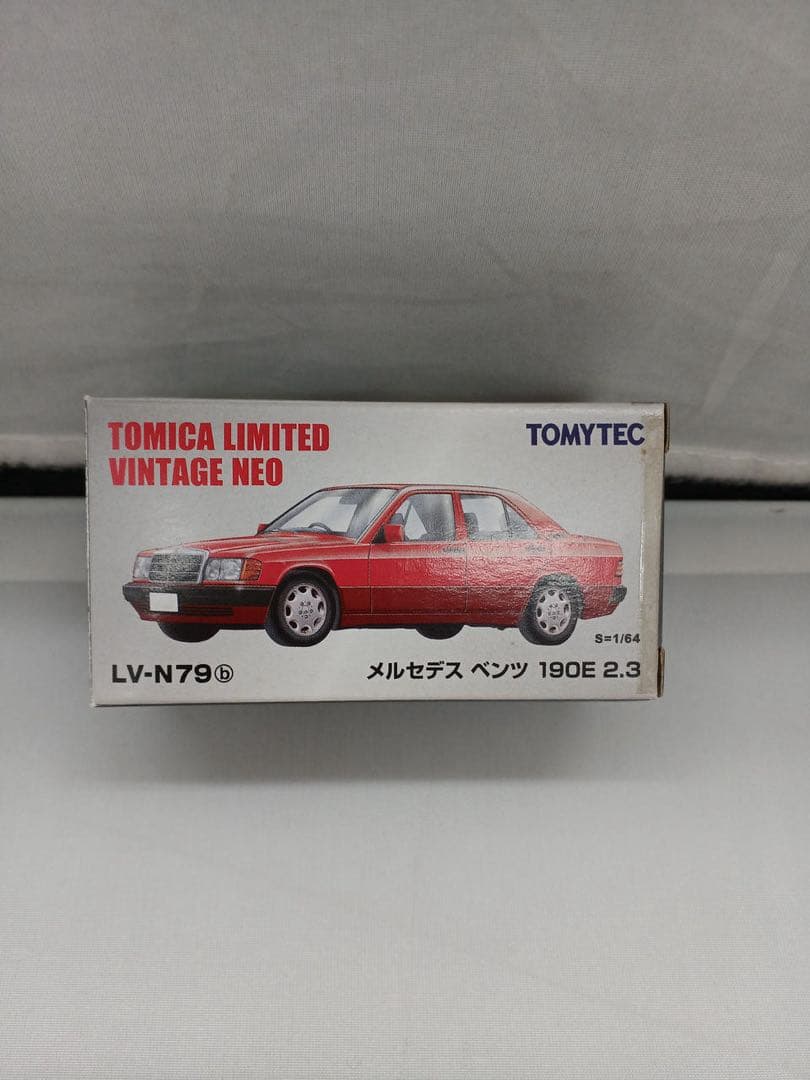 TOMICA LIMITED
VINTAGE NEO
TOMYTEC
S=1/64
LV-N79ⓑ
メルセデス ベンツ 190E 2.3